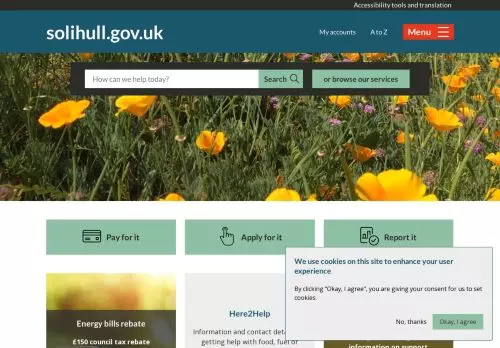 Accessibility tools and translation
solihull.gov.uk
My accounts
A to Z
Menu
How can we help today?
Search
or browse our services
Pay for it
Apply for it
Report it
We use cookies on this site to enhance your user
experience
By clicking "Okay, I agree", you are giving your consent for us to set
cookies.
No, thanks
Okay, I agree
Energy bills rebate
£150 council tax rebate
Here2Help
Information and contact
getting help with food, fuel or
information on support